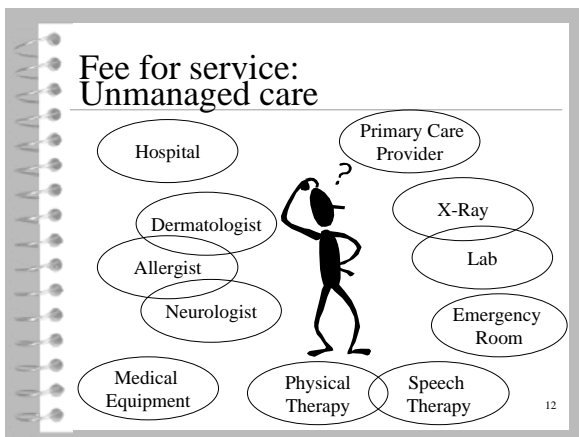 Fee for service:
Unmanaged care
Hospital
Primary Care
Provider
?
Dermatologist
X-Ray
Allergist
Lab
Neurologist
Emergency
Room
Medical
Equipment
Physical
Therapy
Speech
Therapy
12